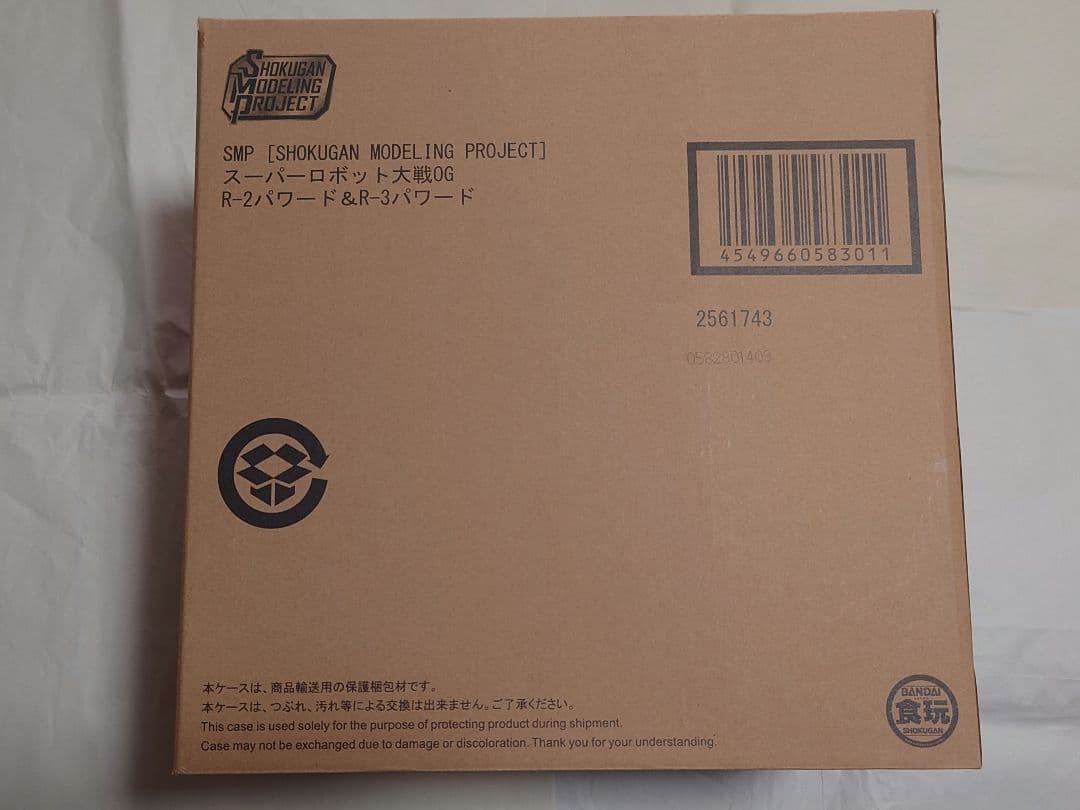 SHOKUGAN
MODELING
PROJECT
SMP [SHOKUGAN MODELING PROJECT]
スーパーロボット大戦OG
R-2パワード&R-3パワード
4549660583011
2561743
0582801409
本ケースは、商品輸送用の保護梱包材です。
本ケースは、つぶれ、汚れ等による交換は出来ません。ご了承ください。
This case is used solely for the purpose of protecting product during shipment.
Case may not be exchanged due to damage or discoloration. Thank you for your understanding.
BANDAI
食玩
SHOKUGAN